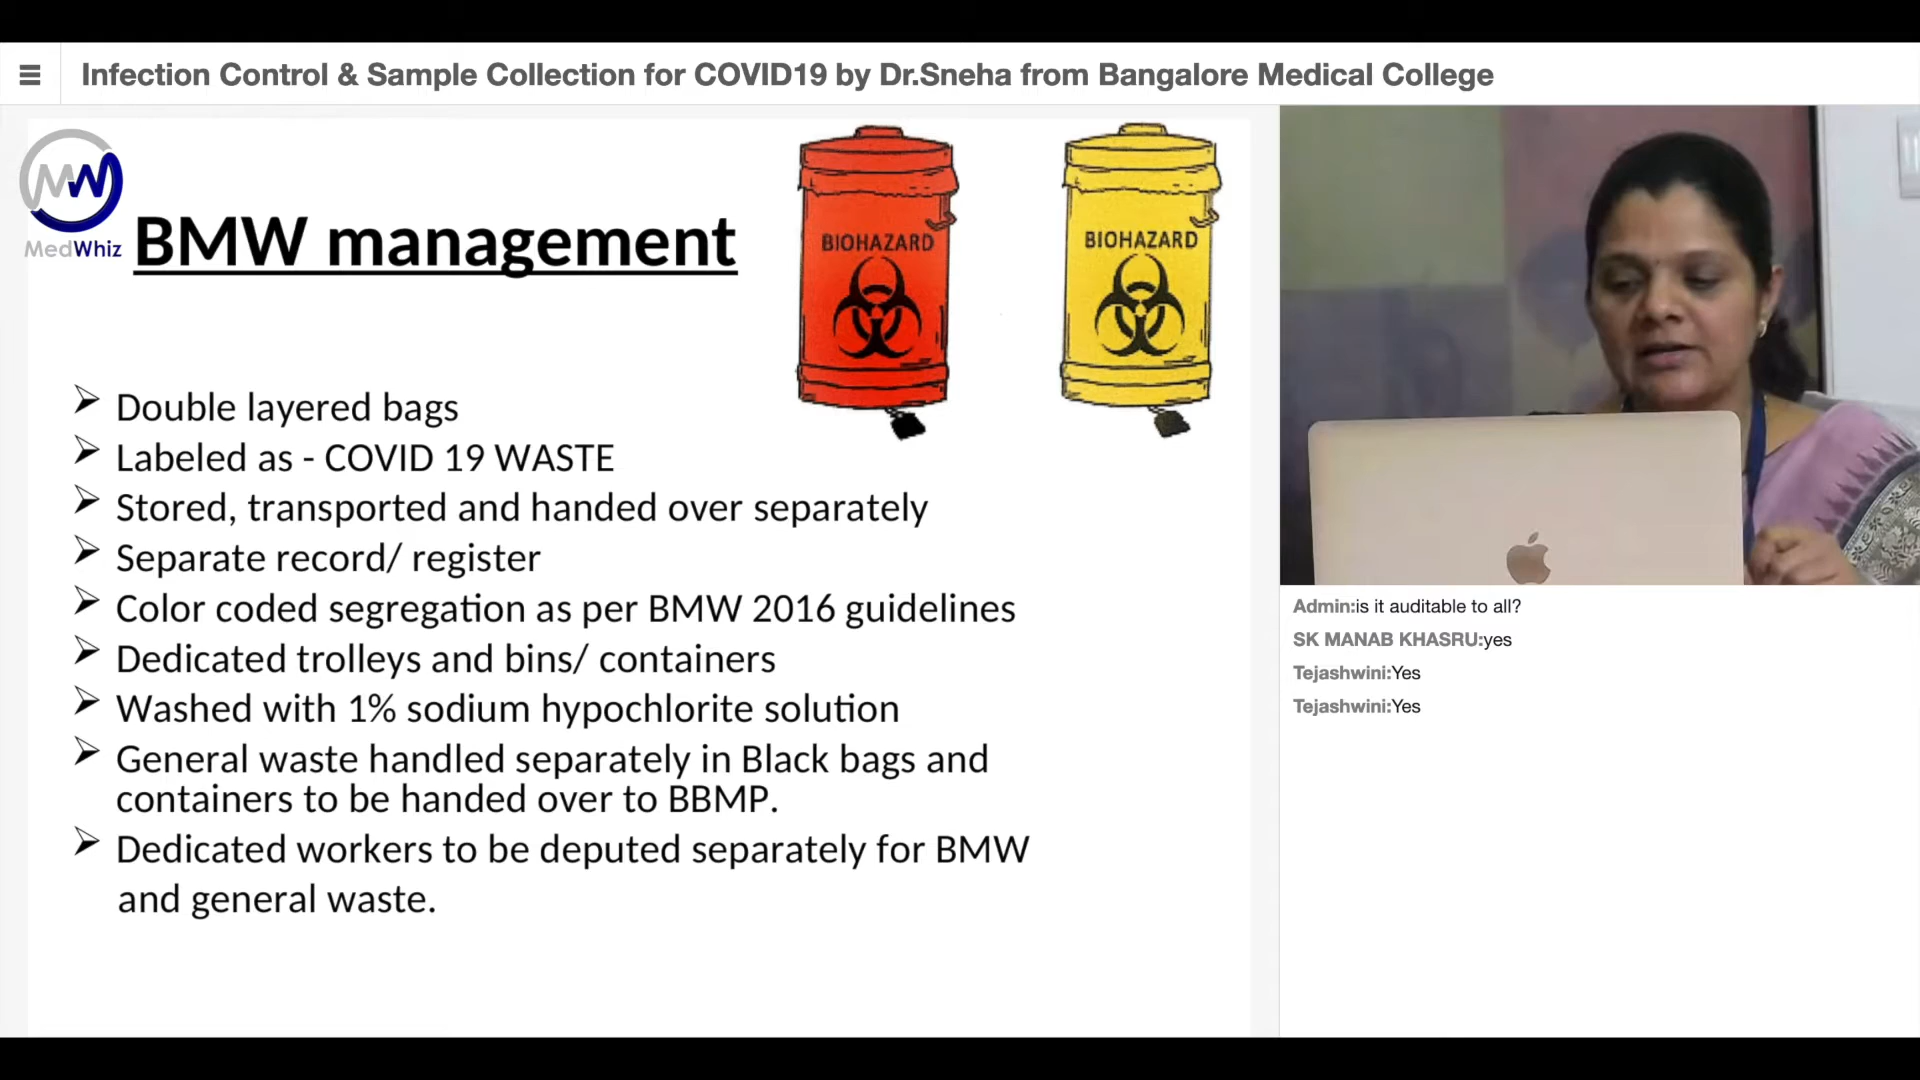 Infection Control & Sample Collection for COVID19 by Dr.Sneha from Bangalore Medical College
MW
MedWhiz
BMW management
BIOHAZARD
BIOHAZARD
Double layered bags
Labeled as - COVID 19 WASTE
Stored, transported and handed over separately
Separate record/ register
Color coded segregation as per BMW 2016 guidelines
Dedicated trolleys and bins/ containers
Washed with 1% sodium hypochlorite solution
General waste handled separately in Black bags and
containers to be handed over to BBMP.
Dedicated workers to be deputed separately for BMW
and general waste.
Admin:is it auditable to all?
SK MANAB KHASRU:yes
Tejashwini:Yes
Tejashwini:Yes